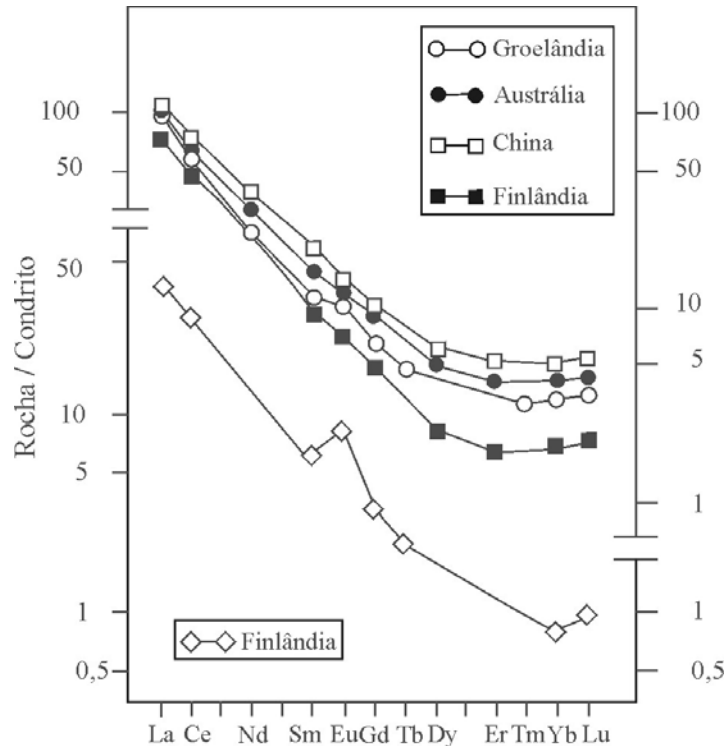 Groelândia
Austrália
China
Finlândia
100
50
50
10
5
1
0,5
100
50
10
5
1
1
0,5
Rocha / Condrito
Finlândia
La Ce Nd Sm Eu Gd Tb Dy Er Tm Yb Lu